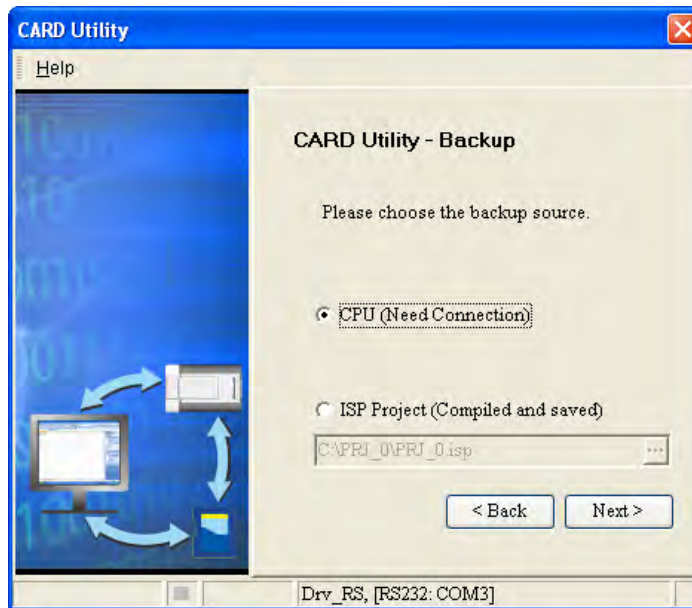 CARD Utility
Help
CARD Utility - Backup
Please choose the backup source.
CPU (Need Connection)
ISP Project (Compiled and saved)
C:\PRJ_0\PRJ_0.isp
...
< Back
Next >
Drv_RS, [RS232: COM3]